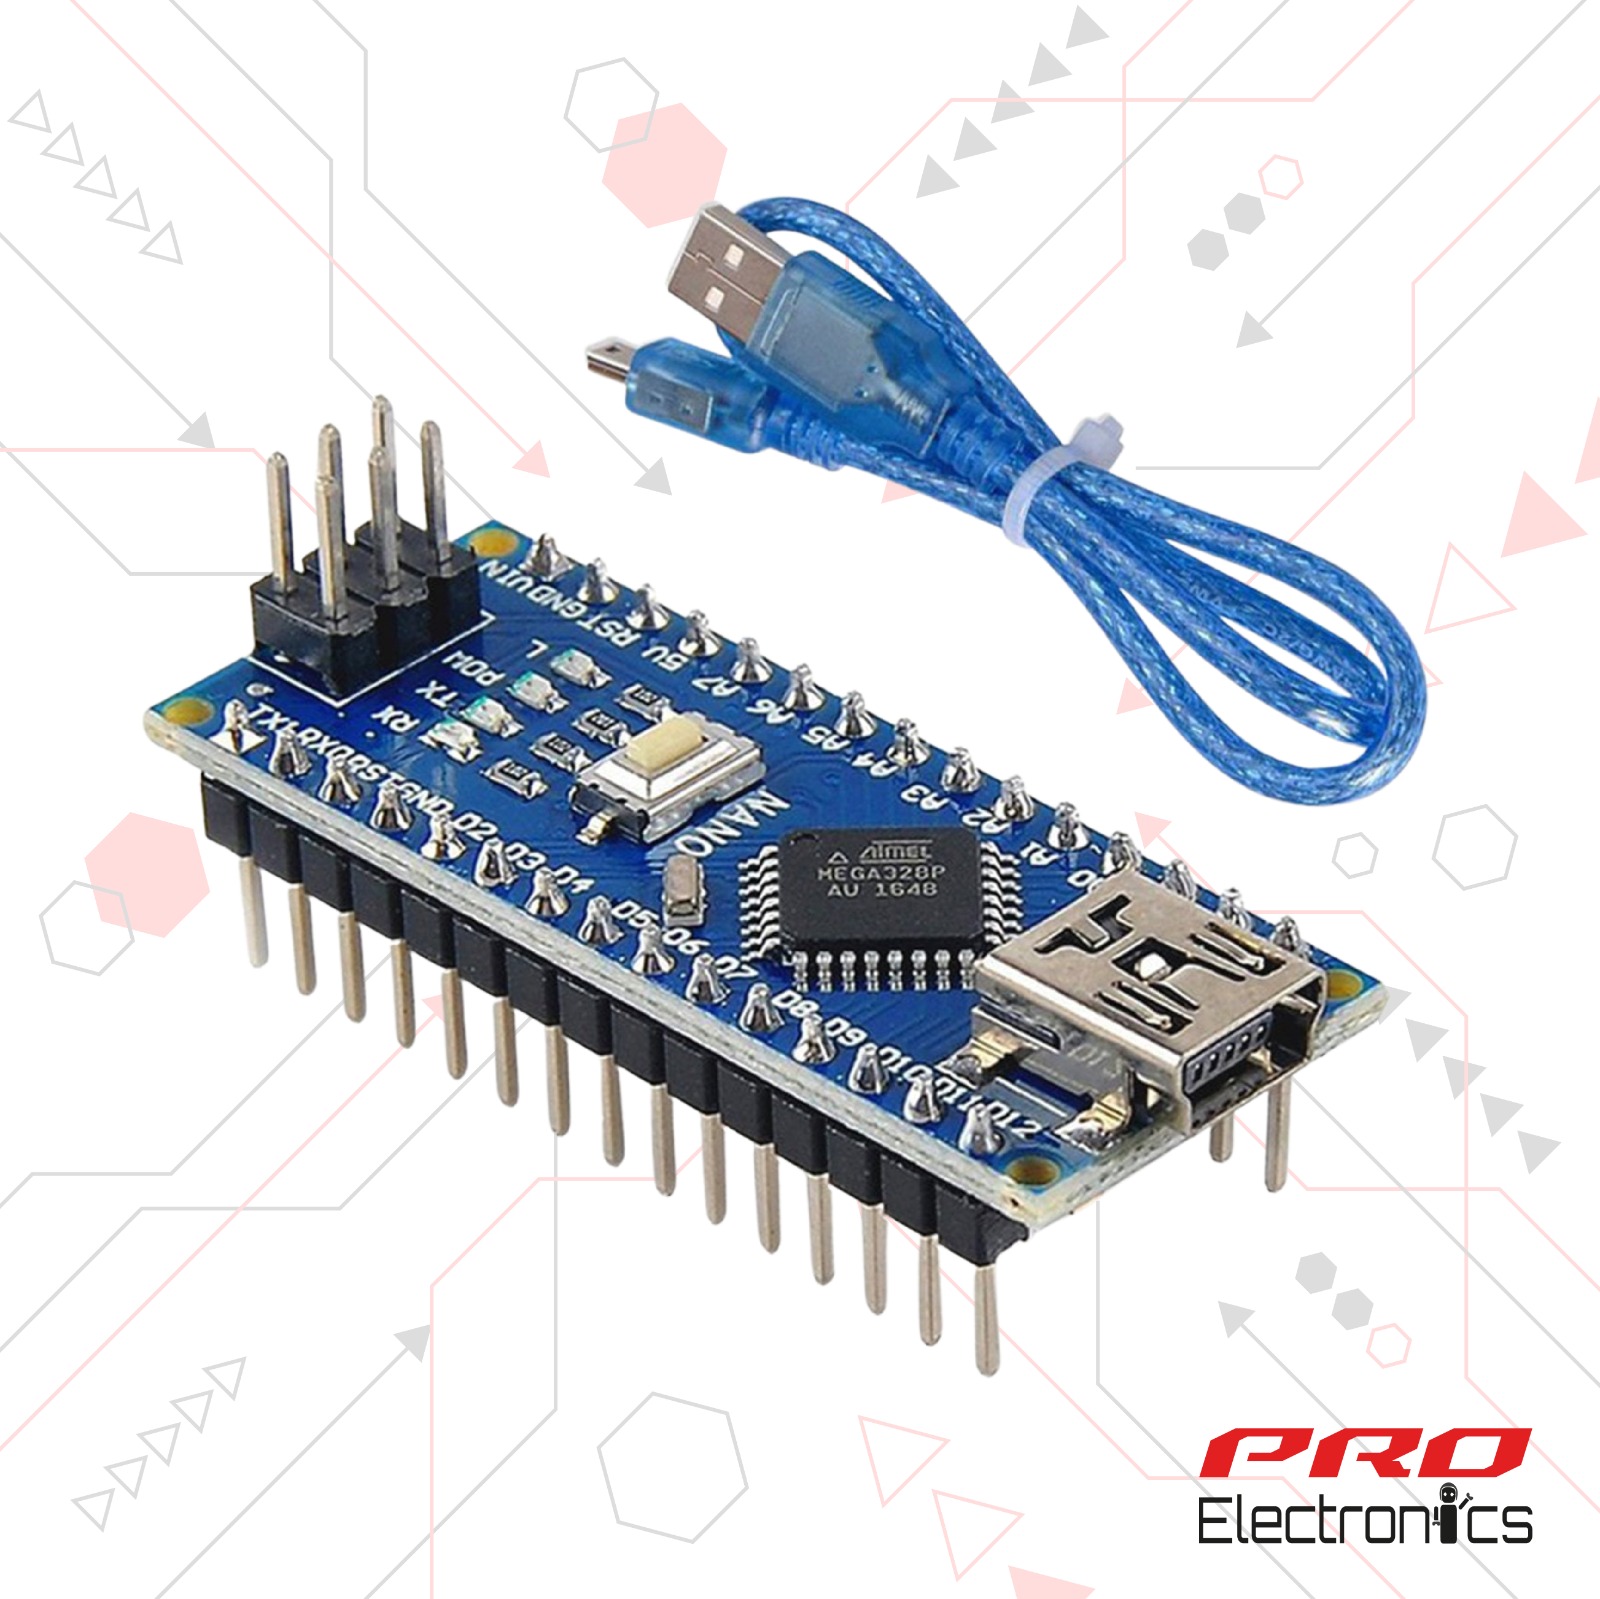 VIN
GND
RST
5V
A7
A6
A5
A4
A3
A2
A1
A0
L
POW
TX
RX
TX1
RX0
RST
GND
D2
D3
D4
D5
D6
D7
D8
D9
D10
D11
D12
NANO
ATMEL
MEGA328P
AU 1648
PRO
Electronics